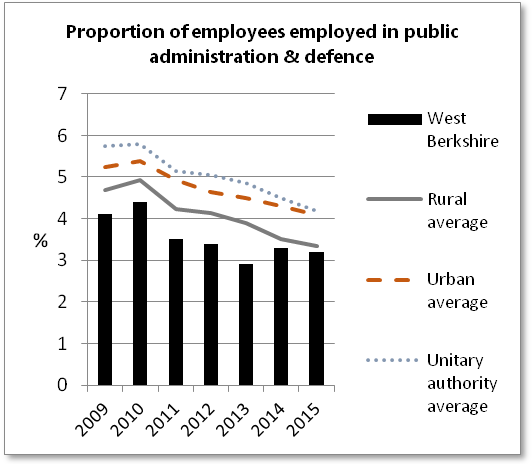 Proportion of employees employed in public
administration & defence
7
6
5
4
3
2
1
0
%
2009
2010
2011
2012
2013
2014
2015
West
Berkshire
Rural
average
Urban
average
Unitary
authority
average